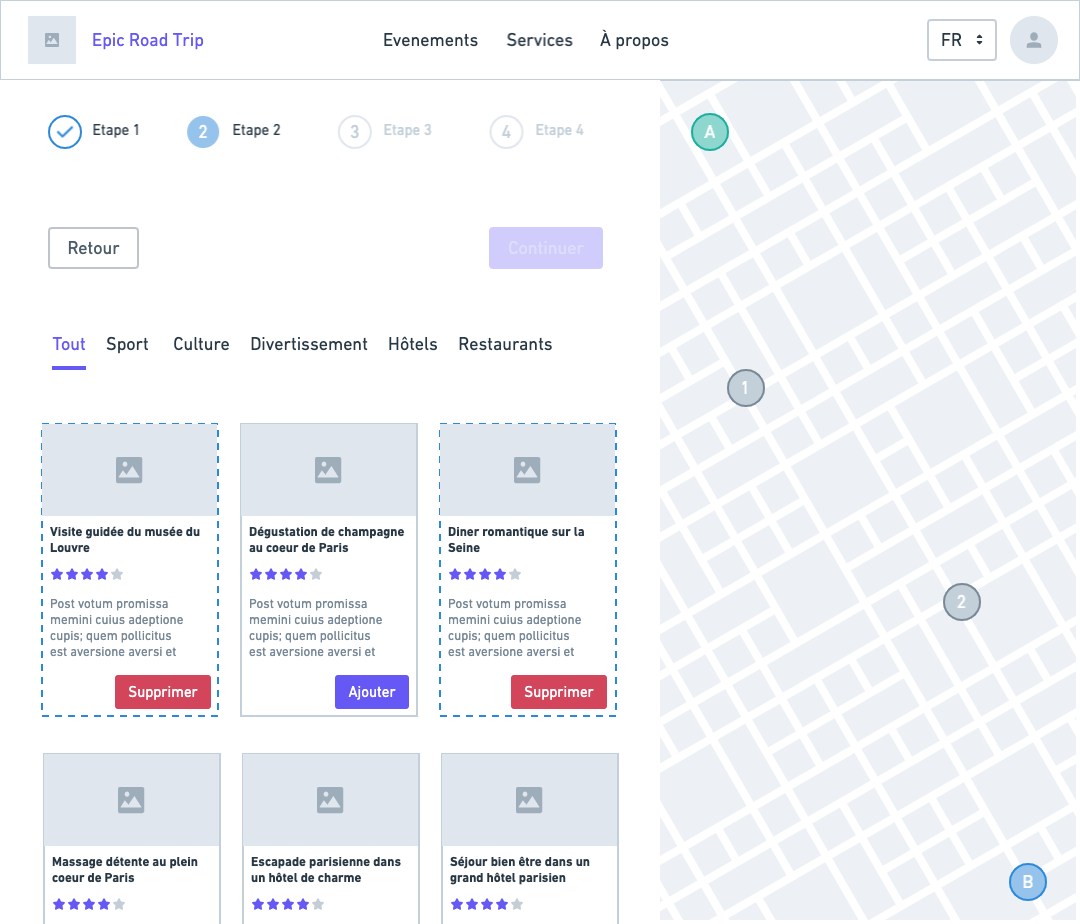 Epic Road Trip
Evenements Services À propos
FR
Etape 1
2 Etape 2
3 Etape 3
4 Etape 4
A
Retour
Continuer
Tout Sport Culture Divertissement Hôtels Restaurants
1
Visite guidée du musée du
Louvre
Post votum promissa
memini cuius adeptione
cupis; quem pollicitus
est aversione aversi et
Supprimer
Dégustation de champagne
au coeur de Paris
Post votum promissa
memini cuius adeptione
cupis; quem pollicitus
est aversione aversi et
Ajouter
Diner romantique sur la
Seine
Post votum promissa
memini cuius adeptione
cupis; quem pollicitus
est aversione aversi et
Supprimer
2
Massage détente au plein
coeur de Paris
Escapade parisienne dans
un hôtel de charme
Séjour bien être dans un
grand hôtel parisien
B